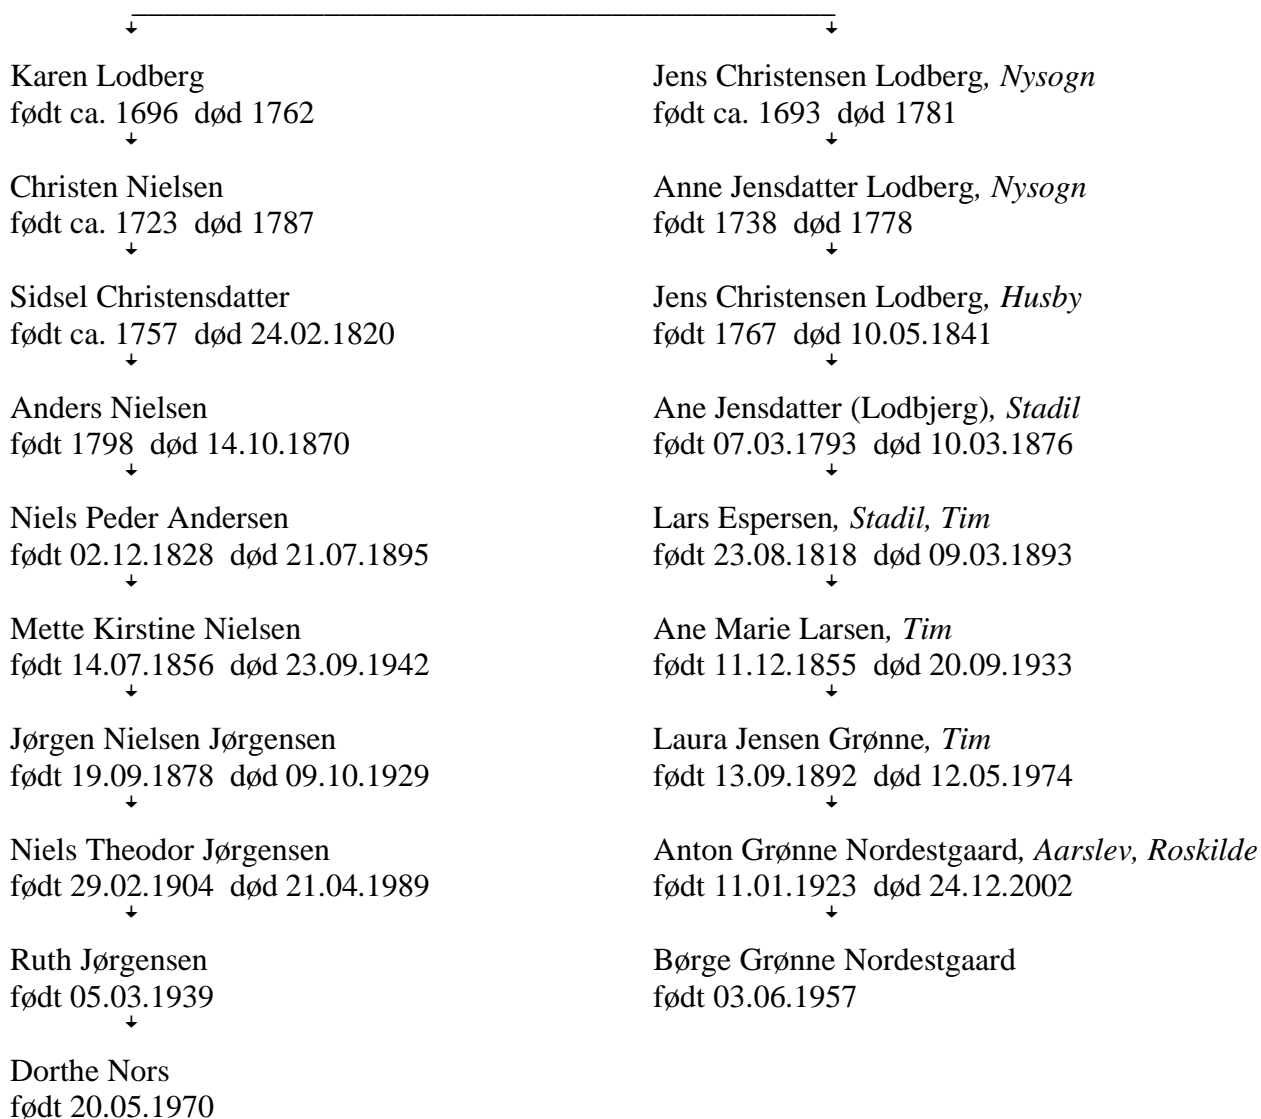 Karen Lodberg
født ca. 1696  død 1762
Christen Nielsen
født ca. 1723  død 1787
Sidsel Christensdatter
født ca. 1757  død 24.02.1820
Anders Nielsen
født 1798  død 14.10.1870
Niels Peder Andersen
født 02.12.1828  død 21.07.1895
Mette Kirstine Nielsen
født 14.07.1856  død 23.09.1942
Jørgen Nielsen Jørgensen
født 19.09.1878  død 09.10.1929
Niels Theodor Jørgensen
født 29.02.1904  død 21.04.1989
Ruth Jørgensen
født 05.03.1939
Dorthe Nors
født 20.05.1970
Jens Christensen Lodberg, Nysogn
født ca. 1693  død 1781
Anne Jensdatter Lodberg, Nysogn
født 1738  død 1778
Jens Christensen Lodberg, Husby
født 1767  død 10.05.1841
Ane Jensdatter (Lodbjerg), Stadil
født 07.03.1793  død 10.03.1876
Lars Espersen, Stadil, Tim
født 23.08.1818  død 09.03.1893
Ane Marie Larsen, Tim
født 11.12.1855  død 20.09.1933
Laura Jensen Grønne, Tim
født 13.09.1892  død 12.05.1974
Anton Grønne Nordestgaard, Aarslev, Roskilde
født 11.01.1923  død 24.12.2002
Børge Grønne Nordestgaard
født 03.06.1957